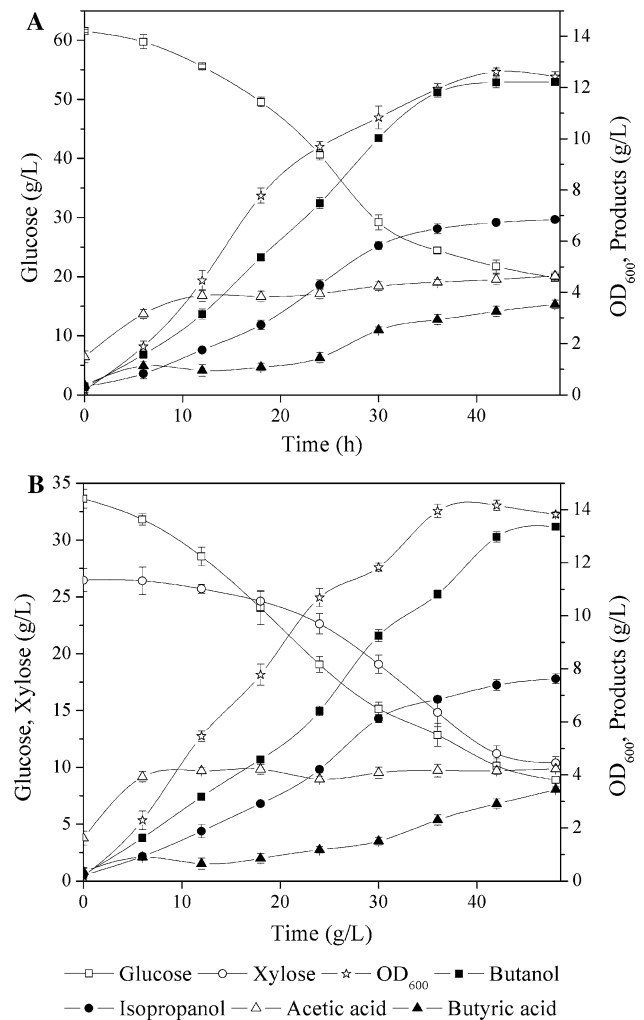 A
60
50
40
30
20
10
0
Glucose (g/L)
14
12
10
8
6
4
2
0
OD600, Products (g/L)
0 10 20 30 40
Time (h)
B
35
30
25
20
15
10
5
0
Glucose, Xylose (g/L)
14
12
10
8
6
4
2
0
OD600, Products (g/L)
0 10 20 30 40
Time (g/L)
Glucose Xylose OD600 Butanol
Isopropanol Acetic acid Butyric acid